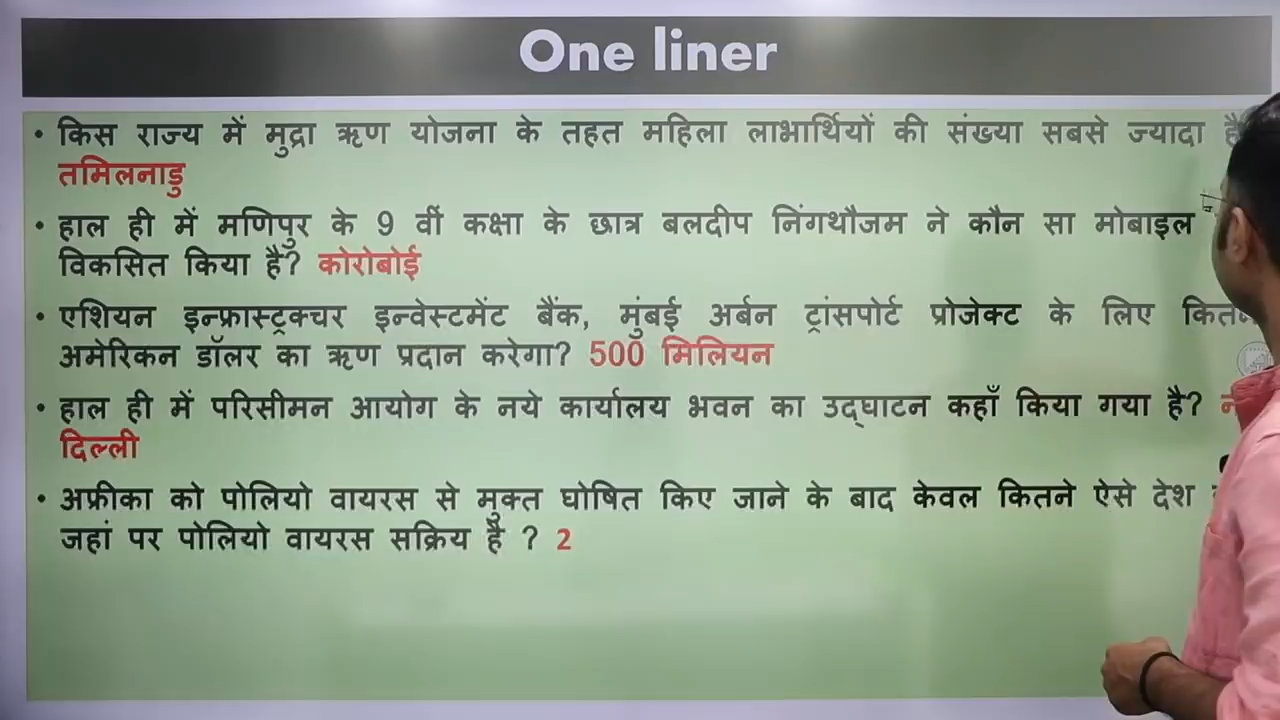 One liner
• किस राज्य में मुद्रा ऋण योजना के तहत महिला लाभार्थियों की संख्या सबसे ज्यादा
तमिलनाडु
• हाल ही में मणिपुर के 9 वीं कक्षा के छात्र बलदीप निंगथौजम ने कौन सा मोबाइल
विकसित किया है? कोरोबोई
• एशियन इन्फ्रास्ट्रक्चर इन्वेस्टमेंट बैंक, मुंबई अर्बन ट्रांसपोर्ट प्रोजेक्ट के लिए
अमेरिकन डॉलर का ऋण प्रदान करेगा? 500 मिलियन
• हाल ही में परिसीमन आयोग के नये कार्यालय भवन का उद्घाटन कहाँ किया गया है?
दिल्ली
• अफ्रीका को पोलियो वायरस से मुक्त घोषित किए जाने के बाद केवल कितने ऐसे देश
जहां पर पोलियो वायरस सक्रिय है ? 2